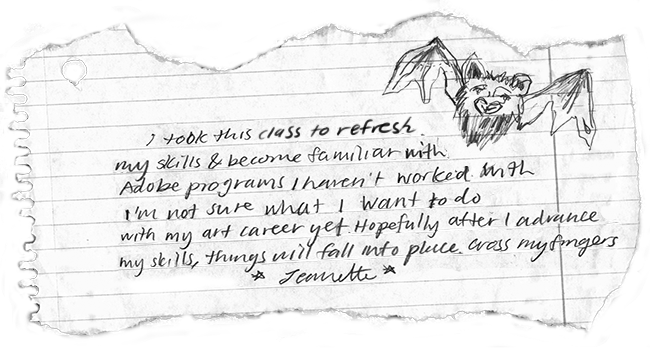 I took this class to refresh.
my skills & become familiar with
Adobe programs I haven't worked with
I'm not sure what I want to do
with my art career yet. Hopefully after I advance
my skills, things will fall into place. Cross my fingers
* Jeanette *